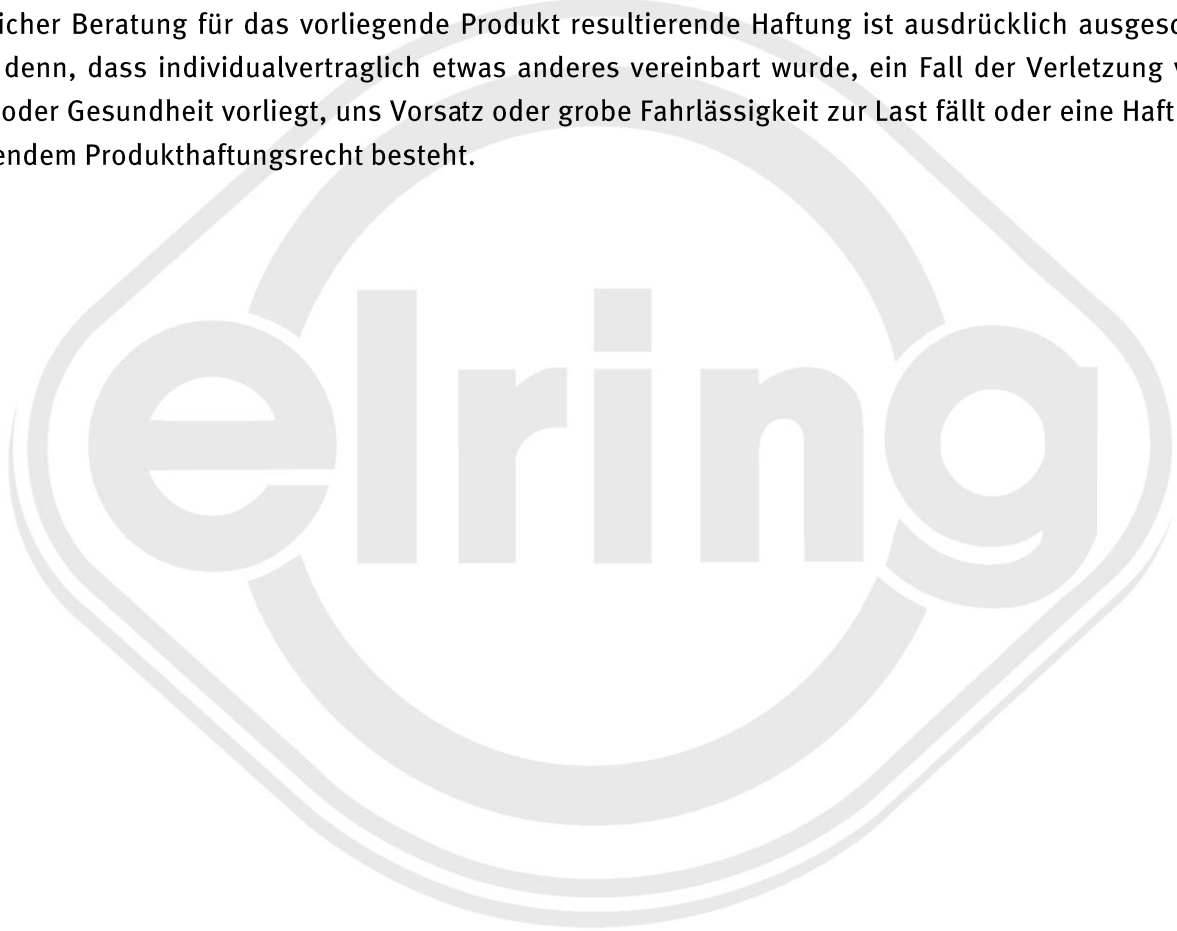 icher Beratung für das vorliegende Produkt resultierende Haftung ist ausdrücklich ausgesc
denn, dass individualvertraglich etwas anderes vereinbart wurde, ein Fall der Verletzung v
oder Gesundheit vorliegt, uns Vorsatz oder grobe Fahrlässigkeit zur Last fällt oder eine Haft
endem Produkthaftungsrecht besteht.
elring